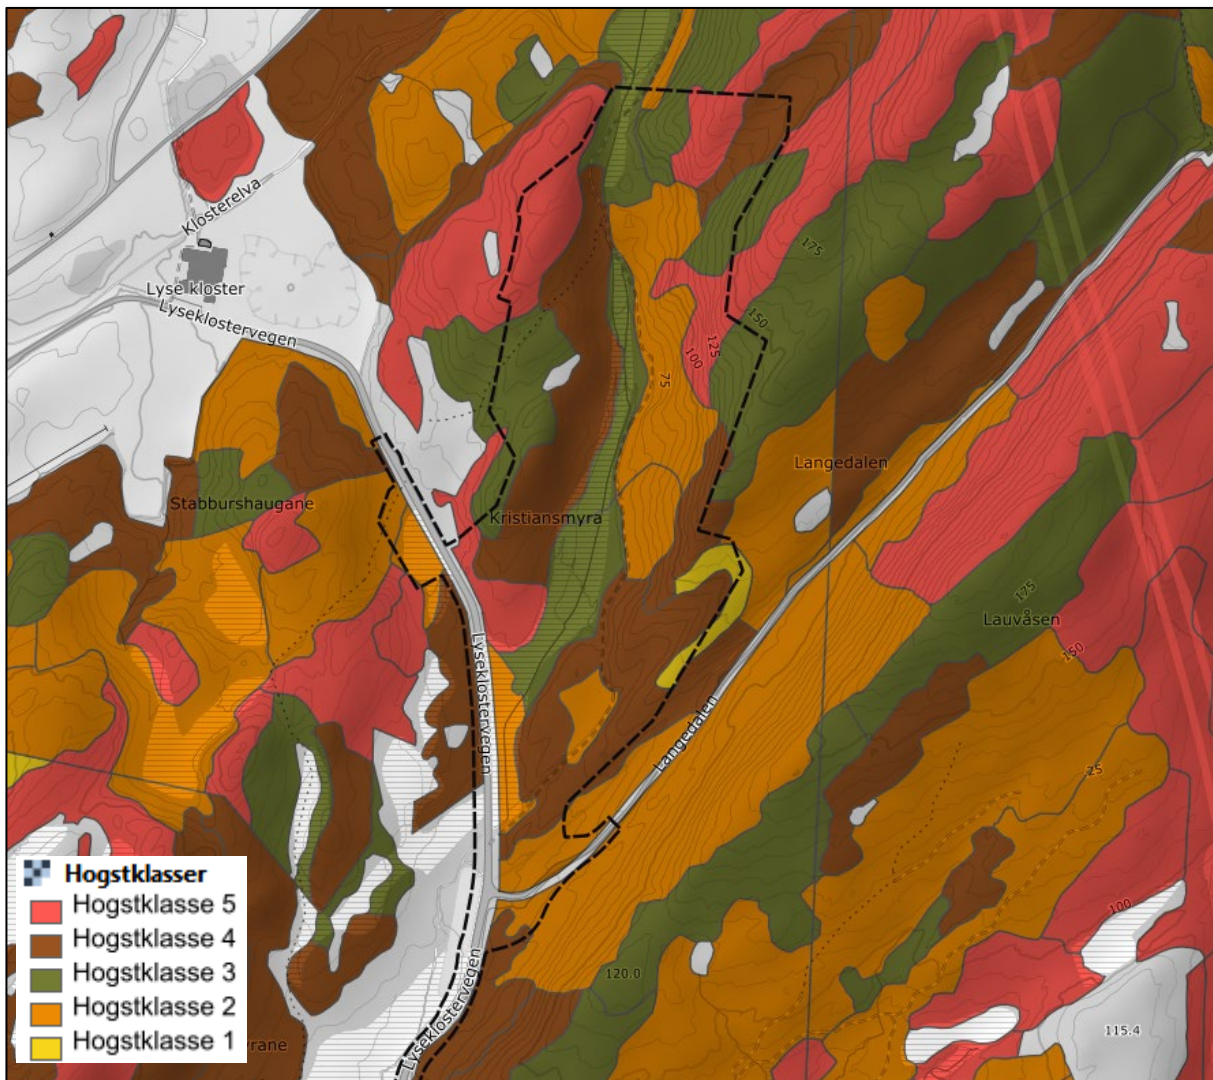 Klosterelva
Lyse kloster
Lyseklostervegen
175
150
125
100
75
Langedalen
Stabburshaugane
Kristiansmyra
175
Lauvåsen
150
Lyseklostervegen
Langedalen
25
Hogstklasser
Hogstklasse 5
Hogstklasse 4
Hogstklasse 3
Hogstklasse 2
Hogstklasse 1
100
120.0
115.4
Lyseklostervegen
rane